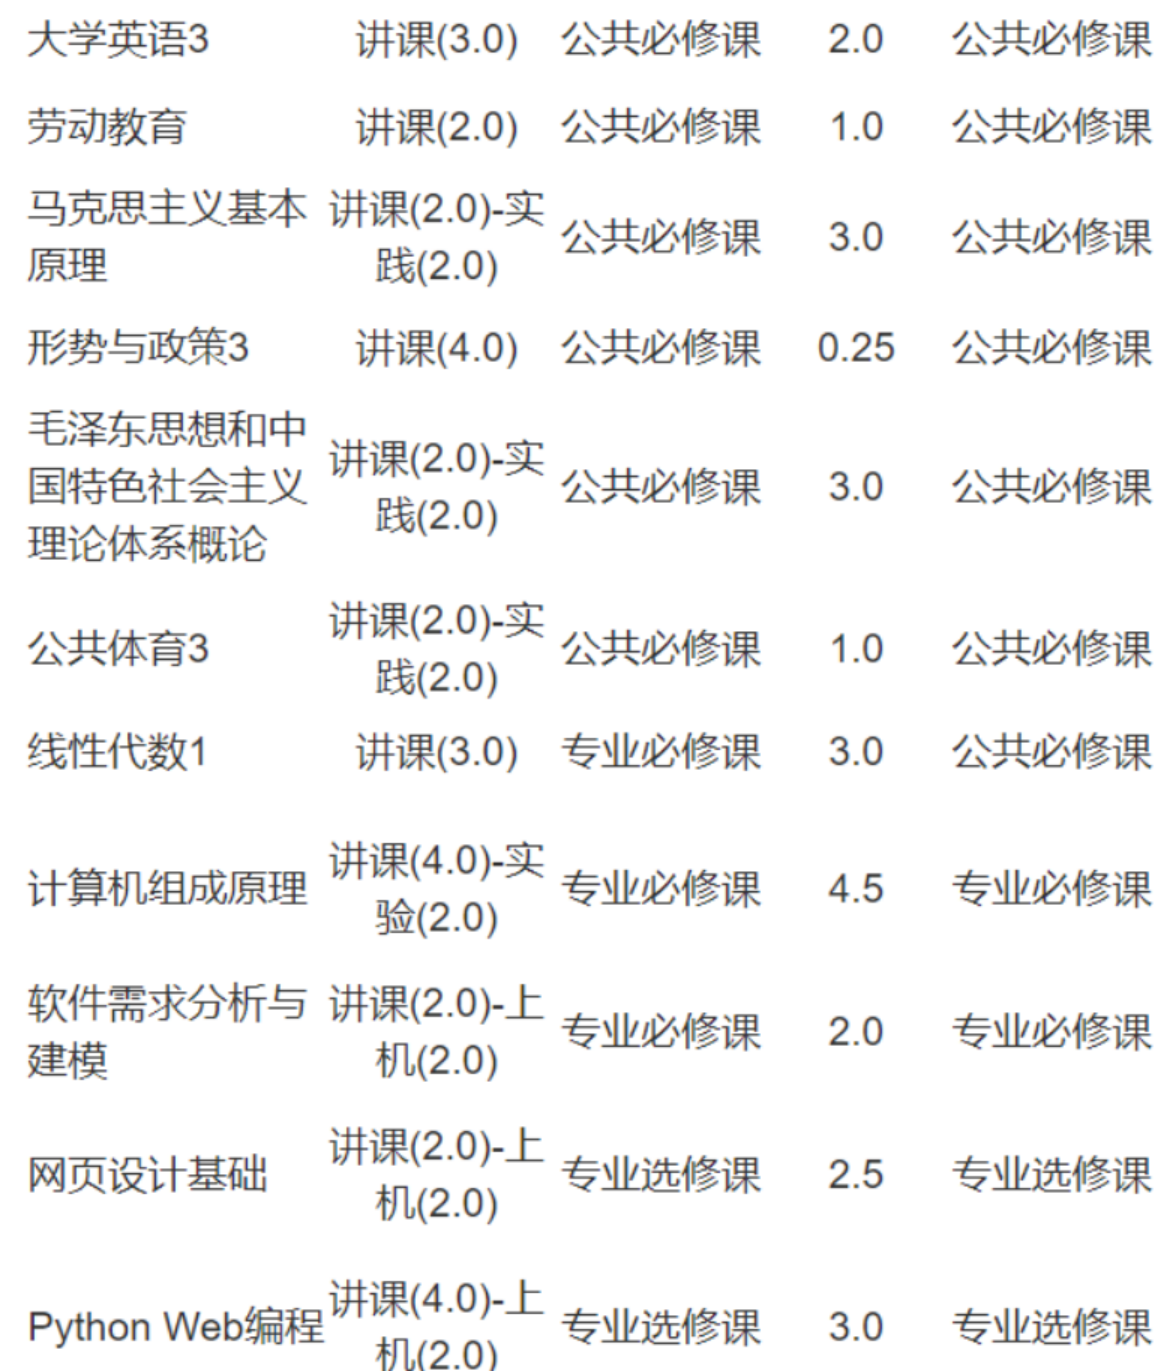 大学英语3 讲课(3.0) 公共必修课 2.0 公共必修课
劳动教育 讲课(2.0) 公共必修课 1.0 公共必修课
马克思主义基本
原理
讲课(2.0)-实
践(2.0)
公共必修课 3.0 公共必修课
形势与政策3 讲课(4.0) 公共必修课 0.25 公共必修课
毛泽东思想和中
国特色社会主义
理论体系概论
讲课(2.0)-实
践(2.0)
公共必修课 3.0 公共必修课
公共体育3
讲课(2.0)-实
践(2.0)
公共必修课 1.0 公共必修课
线性代数1 讲课(3.0) 专业必修课 3.0 公共必修课
计算机组成原理
讲课(4.0)-实
验(2.0)
专业必修课 4.5 专业必修课
软件需求分析与
建模
讲课(2.0)-上
机(2.0)
专业必修课 2.0 专业必修课
网页设计基础
讲课(2.0)-上
机(2.0)
专业选修课 2.5 专业选修课
Python Web编程
讲课(4.0)-上
机(2.0)
专业选修课 3.0 专业选修课